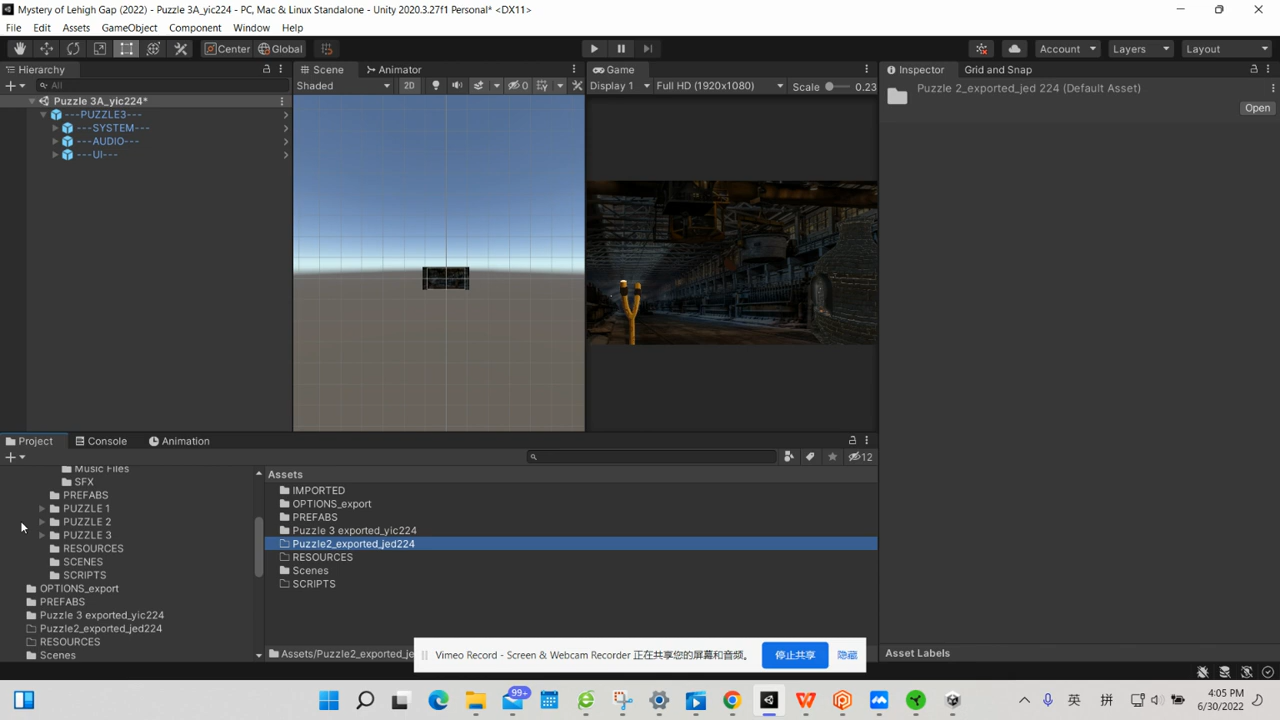 Mystery of Lehigh Gap (2022) - Puzzle 3A_yic224 - PC, Mac & Linux Standalone - Unity 2020.3.27f1 Personal* <DX11>
File Edit Assets GameObject Component Window Help
Center Global Account Layers Layout
Hierarchy
All
Puzzle 3A_yic224*
---PUZZLE3---
---SYSTEM---
---AUDIO---
---UI---
Scene Animator
Shaded 2D 0
Game
Display 1 Full HD (1920x1080) Scale 0.23
Inspector Grid and Snap
Puzzle 2_exported_jed 224 (Default Asset)
Open
Project Console Animation
12
Music Files
SFX
PREFABS
PUZZLE 1
PUZZLE 2
PUZZLE 3
RESOURCES
SCENES
SCRIPTS
OPTIONS_export
PREFABS
Puzzle 3 exported_yic224
Puzzle2_exported_jed224
RESOURCES
Scenes
Assets
IMPORTED
OPTIONS_export
PREFABS
Puzzle 3 exported_yic224
Puzzle2_exported_jed224
RESOURCES
Scenes
SCRIPTS
Assets/Puzzle2_exported_je
Vimeo Record - Screen & Webcam Recorder 正在共享您的屏幕和音频。 停止共享 隐藏
Asset Labels
99+
英 拼
4:05 PM
6/30/2022